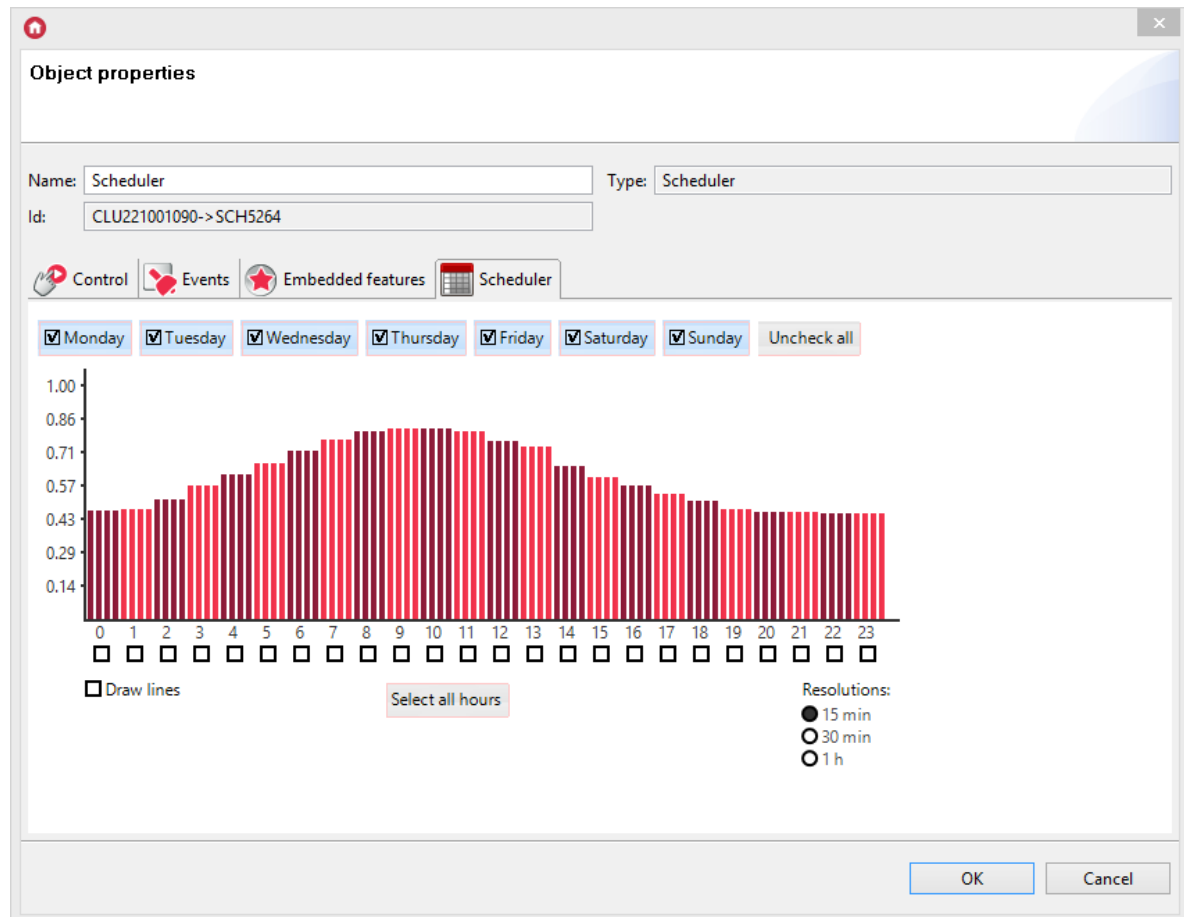 Object properties
Name: Scheduler Type: Scheduler
Id: CLU221001090->SCH5264
Control Events Embedded features Scheduler
Monday Tuesday Wednesday Thursday Friday Saturday Sunday Uncheck all
1.00
0.86
0.71
0.57
0.43
0.29
0.14
0 1 2 3 4 5 6 7 8 9 10 11 12 13 14 15 16 17 18 19 20 21 22 23
Draw lines Select all hours Resolutions:
15 min
30 min
1 h
OK Cancel